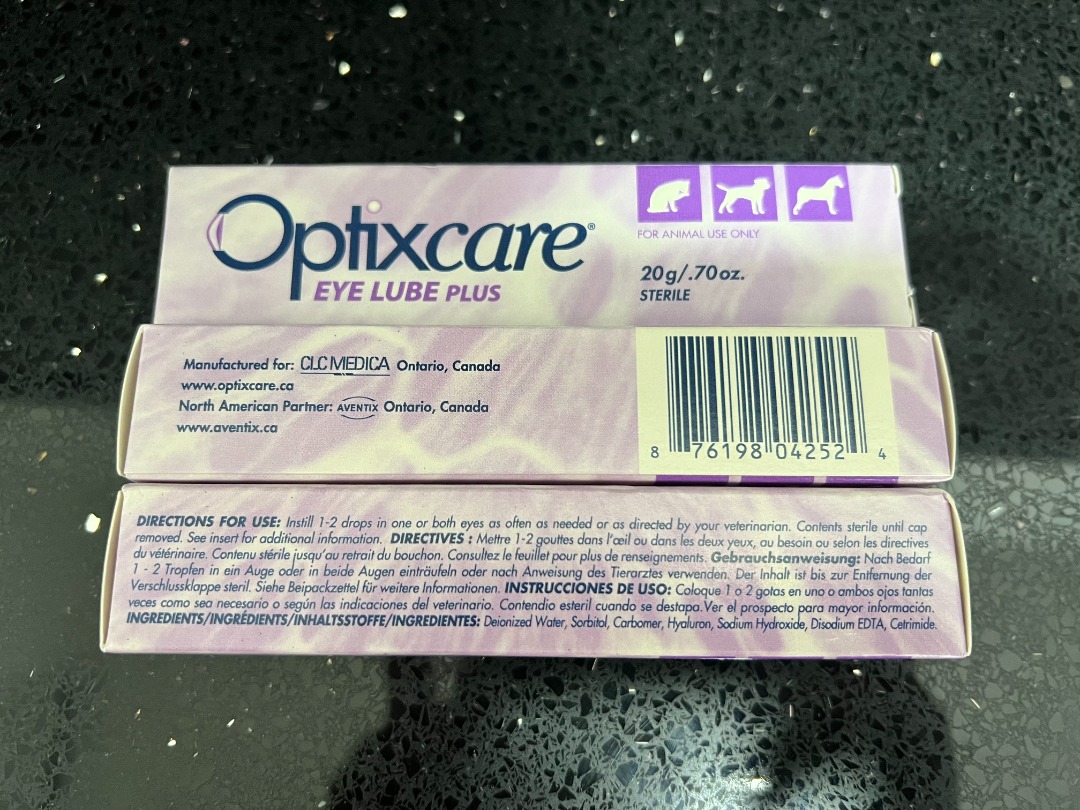 Optixcare®
EYE LUBE PLUS
FOR ANIMAL USE ONLY
20g/.70oz.
STERILE
Manufactured for: CLC MEDICA Ontario, Canada
www.optixcare.ca
North American Partner: AVENTIX Ontario, Canada
www.aventix.ca
8 76198 04252 4
DIRECTIONS FOR USE: Instill 1-2 drops in one or both eyes as often as needed or as directed by your veterinarian. Contents sterile until cap
removed. See insert for additional information. DIRECTIVES : Mettre 1-2 gouttes dans l'œil ou dans les deux yeux, au besoin ou selon les directives
du vétérinaire. Contenu stérile jusqu'au retrait du bouchon. Consultez le feuillet pour plus de renseignements. Gebrauchsanweisung: Nach Bedarf
1 - 2 Tropfen in ein Auge oder in beide Augen einträufeln oder nach Anweisung des Tierarztes verwenden. Der Inhalt ist bis zur Entfernung der
Verschlussklappe steril. Siehe Beipackzettel für weitere Informationen. INSTRUCCIONES DE USO: Coloque 1 o 2 gotas en uno o ambos ojos tantas
veces como sea necesario o según las indicaciones del veterinario. Contendio esteril cuando se destapa. Ver el prospecto para mayor información.
INGREDIENTS/INGRÉDIENTS/INHALTSSTOFFE/INGREDIENTES: Deionized Water, Sorbitol, Carbomer, Hyaluron, Sodium Hydroxide, Disodium EDTA, Cetrimide.